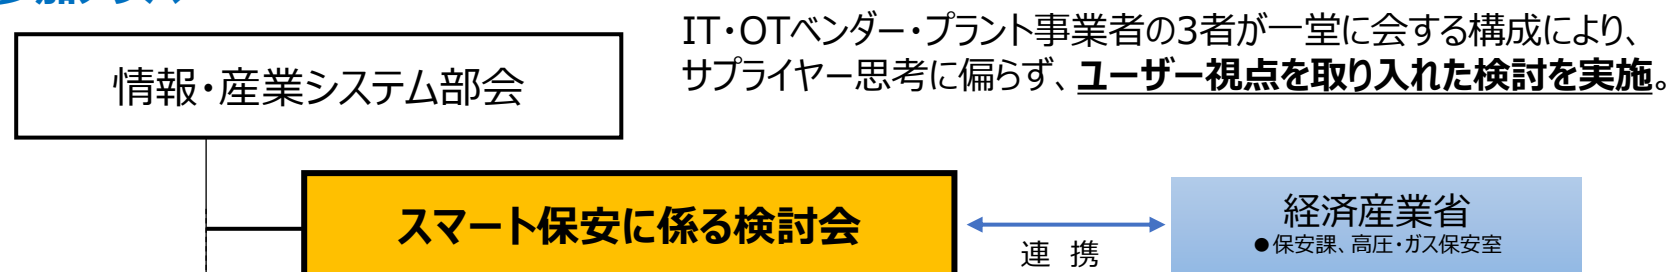 IT・OTベンダー・プラント事業者の3者が一堂に会する構成により、
サプライヤー思考に偏らず、ユーザー視点を取り入れた検討を実施。
情報・産業システム部会
スマート保安に係る検討会
連 携
経済産業省
●保安課、高圧・ガス保安室